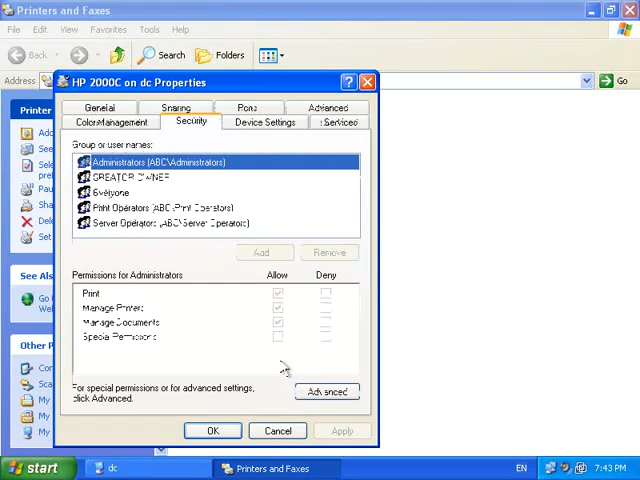 Printers and Faxes
File Edit View Favorites Tools Help
Back Search Folders
Address Go
Printer
See Also
Other P
HP 2000C on dc Properties
General Sharing Ports Advanced
Color Management Security Device Settings Services
Group or user names:
Administrators (ABC\Administrators)
CREATOR OWNER
Everyone
Print Operators (ABC\Print Operators)
Server Operators (ABC\Server Operators)
Add Remove
Permissions for Administrators Allow Deny
Print
Manage Printers
Manage Documents
Special Permissions
For special permissions or for advanced settings,
click Advanced.
Advanced
OK Cancel Apply
start dc Printers and Faxes EN 7:43 PM